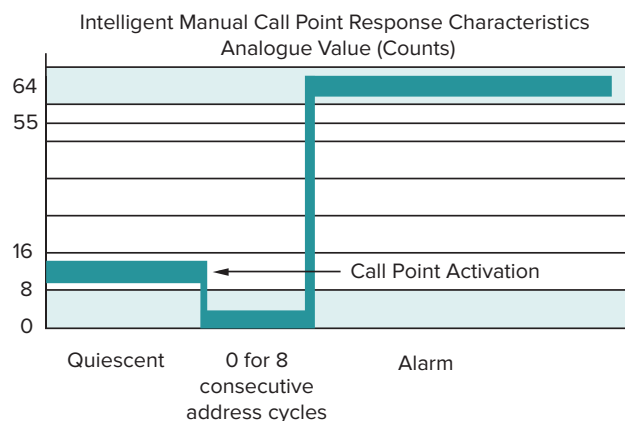 Intelligent Manual Call Point Response Characteristics
Analogue Value (Counts)
64
55
16
Call Point Activation
8
0
Quiescent
0 for 8
consecutive
address cycles
Alarm